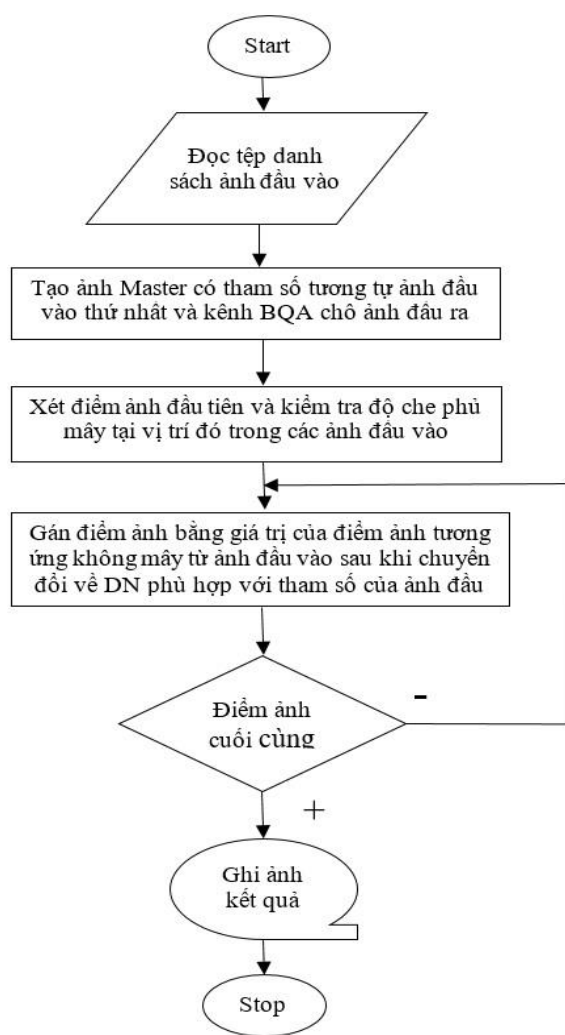 Start
Đọc tệp danh
sách ảnh đầu vào
Tạo ảnh Master có tham số tương tự ảnh đầu
vào thứ nhất và kênh BQA chô ảnh đầu ra
Xét điểm ảnh đầu tiên và kiểm tra độ che phủ
mây tại vị trí đó trong các ảnh đầu vào
Gán điểm ảnh bằng giá trị của điểm ảnh tương
ứng không mây từ ảnh đầu vào sau khi chuyển
đổi về DN phù hợp với tham số của ảnh đầu
-
Điểm ảnh
cuối cùng
+
Ghi ảnh
kết quả
Stop